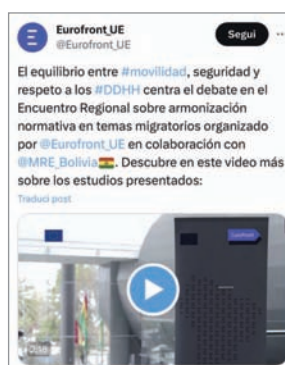 Eurofront_UE
@Eurofront_UE
Segui
El equilibrio entre #movilidad, seguridad y
respeto a los #DDHH centra el debate en el
Encuentro Regional sobre armonización
normativa en temas migratorios organizado
por @Eurofront_UE en colaboración con
@MRE_Bolivia. Descubre en este video más
sobre los estudios presentados:
Traduci post
Eurofront